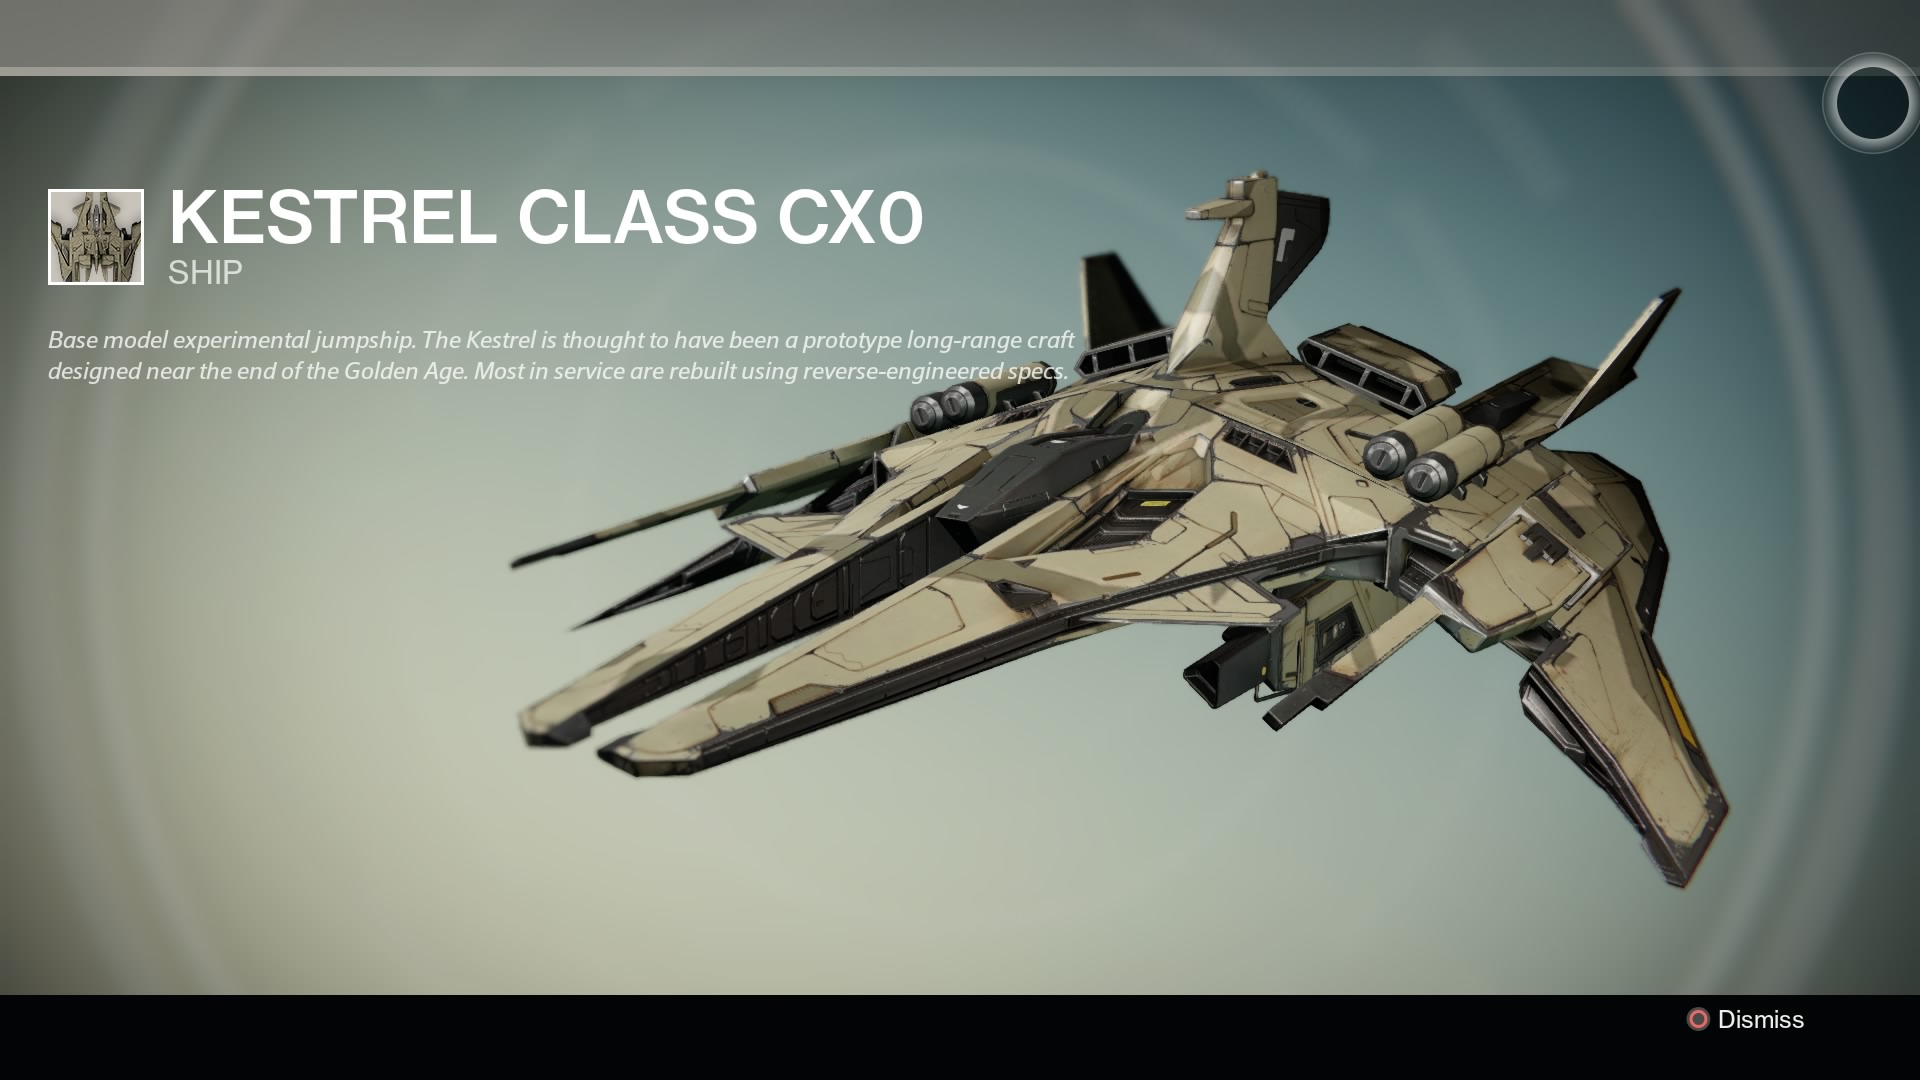 KESTREL CLASS CX0
SHIP
Base model experimental jumpship. The Kestrel is thought to have been a prototype long-range craft
designed near the end of the Golden Age. Most in service are rebuilt using reverse-engineered specs.
Dismiss